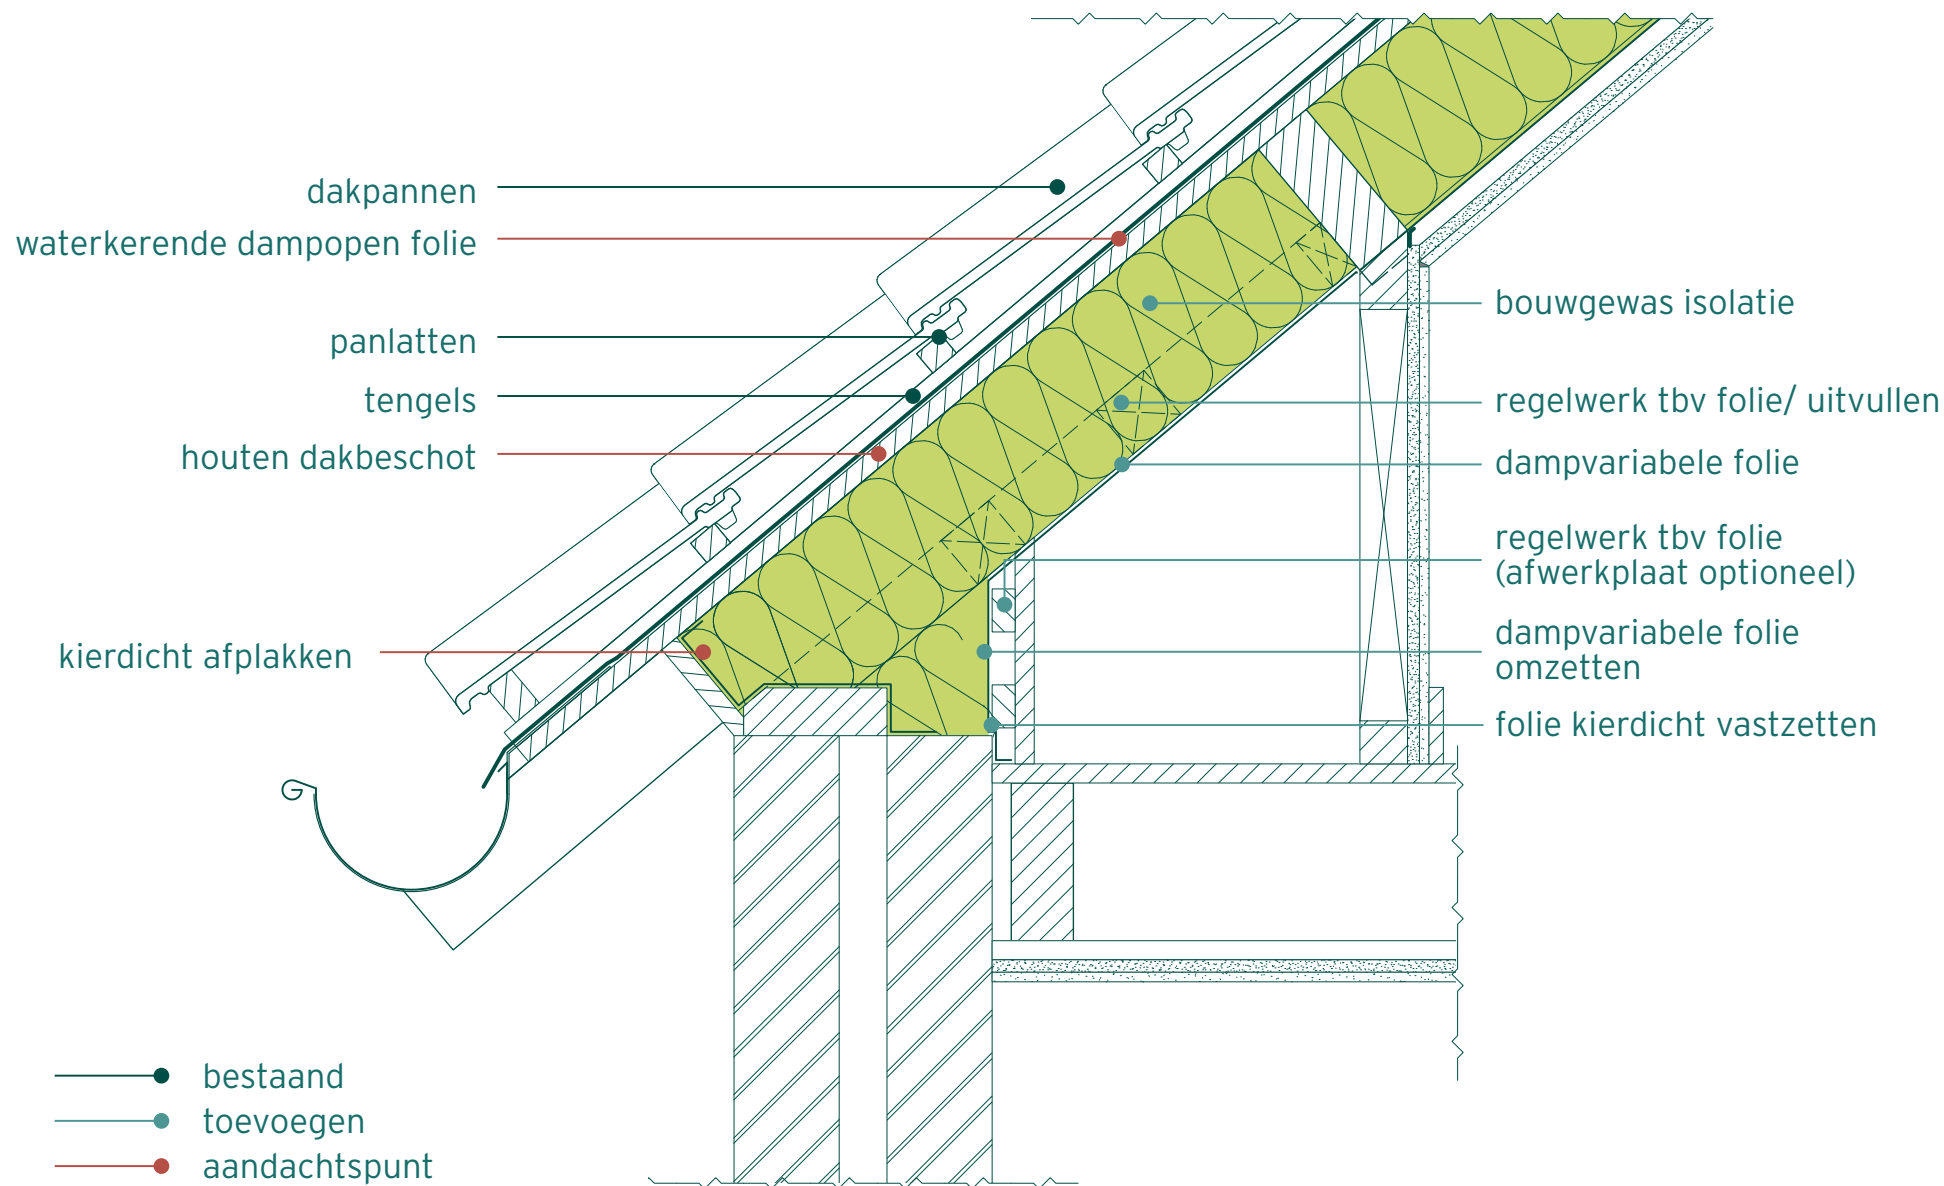 dakpannen
waterkerende dampopen folie
panlatten
tengels
houten dakbeschot
kierdicht afplakken
bouwgewas isolatie
regelwerk tbv folie/ uitvullen
dampvariabele folie
regelwerk tbv folie
(afwerkplaat optioneel)
dampvariabele folie
omzetten
folie kierdicht vastzetten
bestaand
toevoegen
aandachtspunt